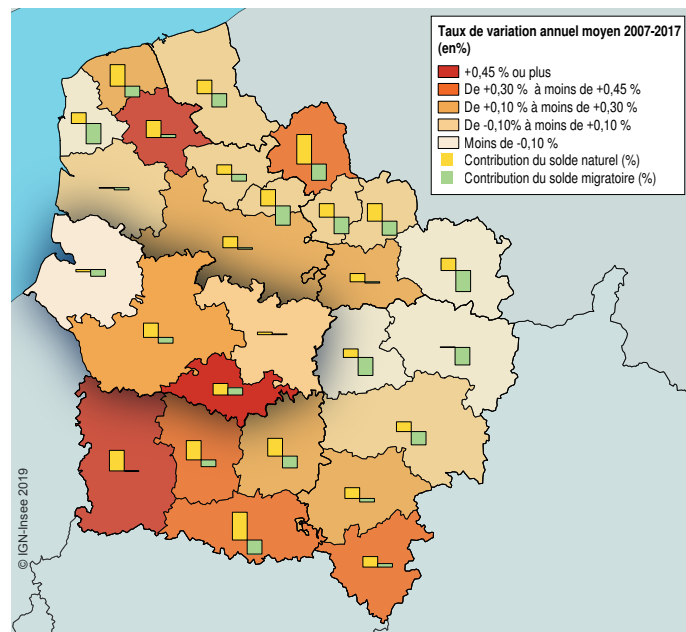 Taux de variation annuel moyen 2007-2017
(en%)
+0,45 % ou plus
De +0,30 % à moins de +0,45 %
De +0,10 % à moins de +0,30 %
De -0,10% à moins de +0,10 %
Moins de -0,10 %
Contribution du solde naturel (%)
Contribution du solde migratoire (%)
© IGN-Insee 2019